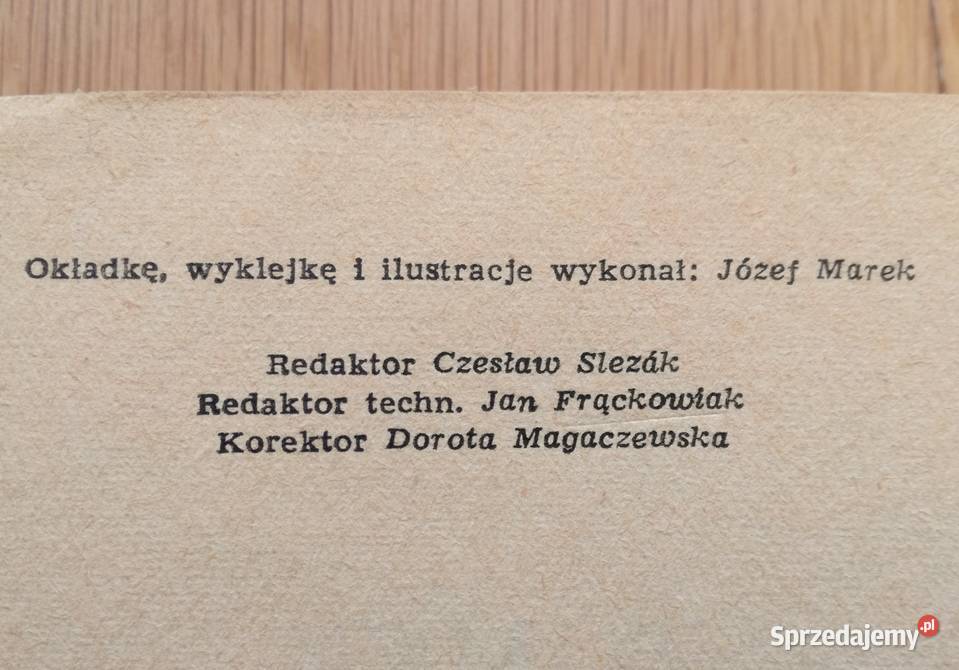 Okładkę, wyklejkę i ilustracje wykonał: Józef Marek
Redaktor Czesław Slezák
Redaktor techn. Jan Frąckowiak
Korektor Dorota Magaczewska
Sprzedajemy.pl